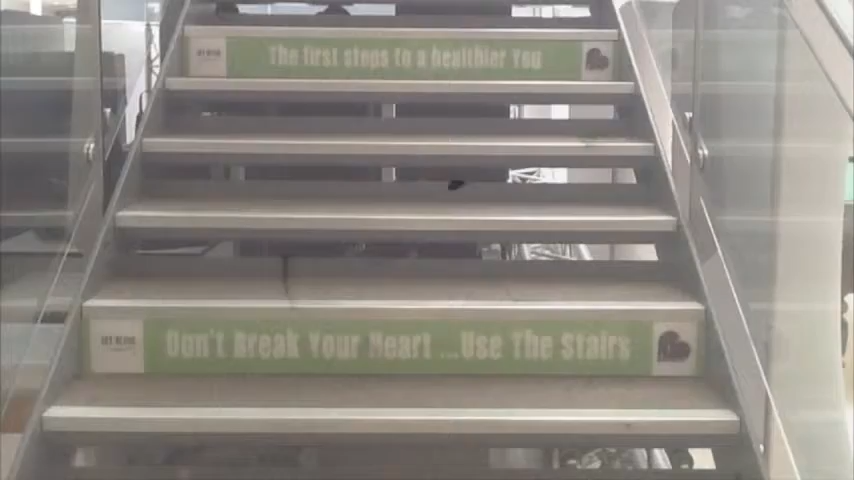 The first steps to a healthier You
Don't Break Your Heart ...Use The Stairs